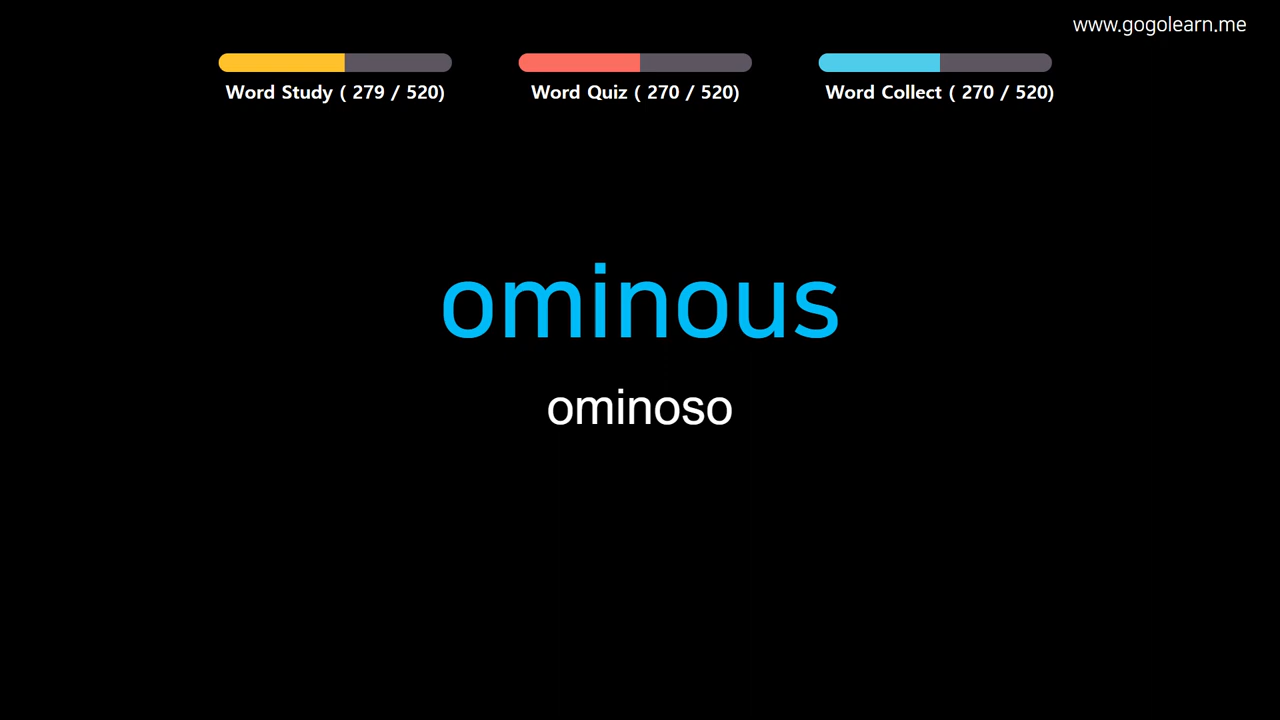 www.gogolearn.me
Word Study ( 279 / 520)
Word Quiz ( 270 / 520)
Word Collect ( 270 / 520)
ominous
ominoso